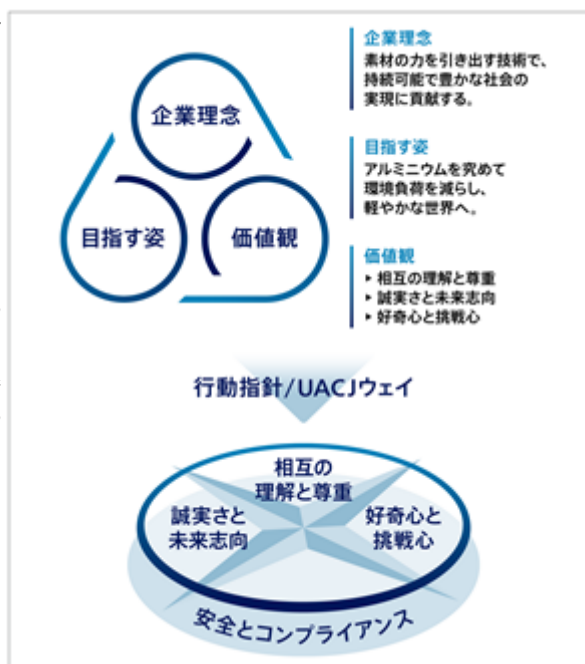 企業理念
目指す姿
価値観
企業理念
素材の力を引き出す技術で、
持続可能で豊かな社会の
実現に貢献する。
目指す姿
アルミニウムを究めて
環境負荷を減らし、
軽やかな世界へ。
価値観
▸ 相互の理解と尊重
▸ 誠実さと未来志向
▸ 好奇心と挑戦心
行動指針/UACJウェイ
相互の
理解と尊重
誠実さと
未来志向
好奇心と
挑戦心
安全とコンプライアンス